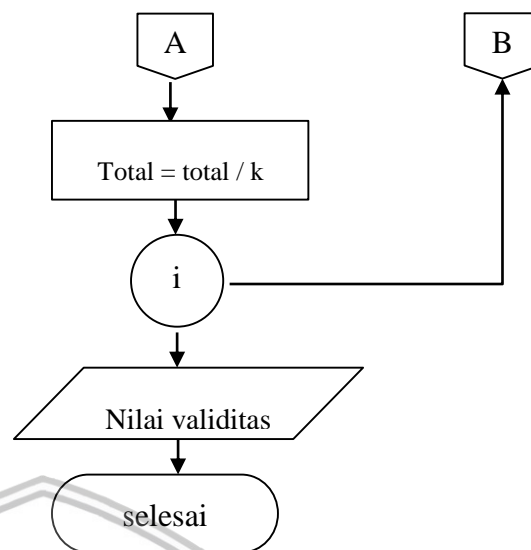 A
B
Total = total / k
i
Nilai validitas
selesai